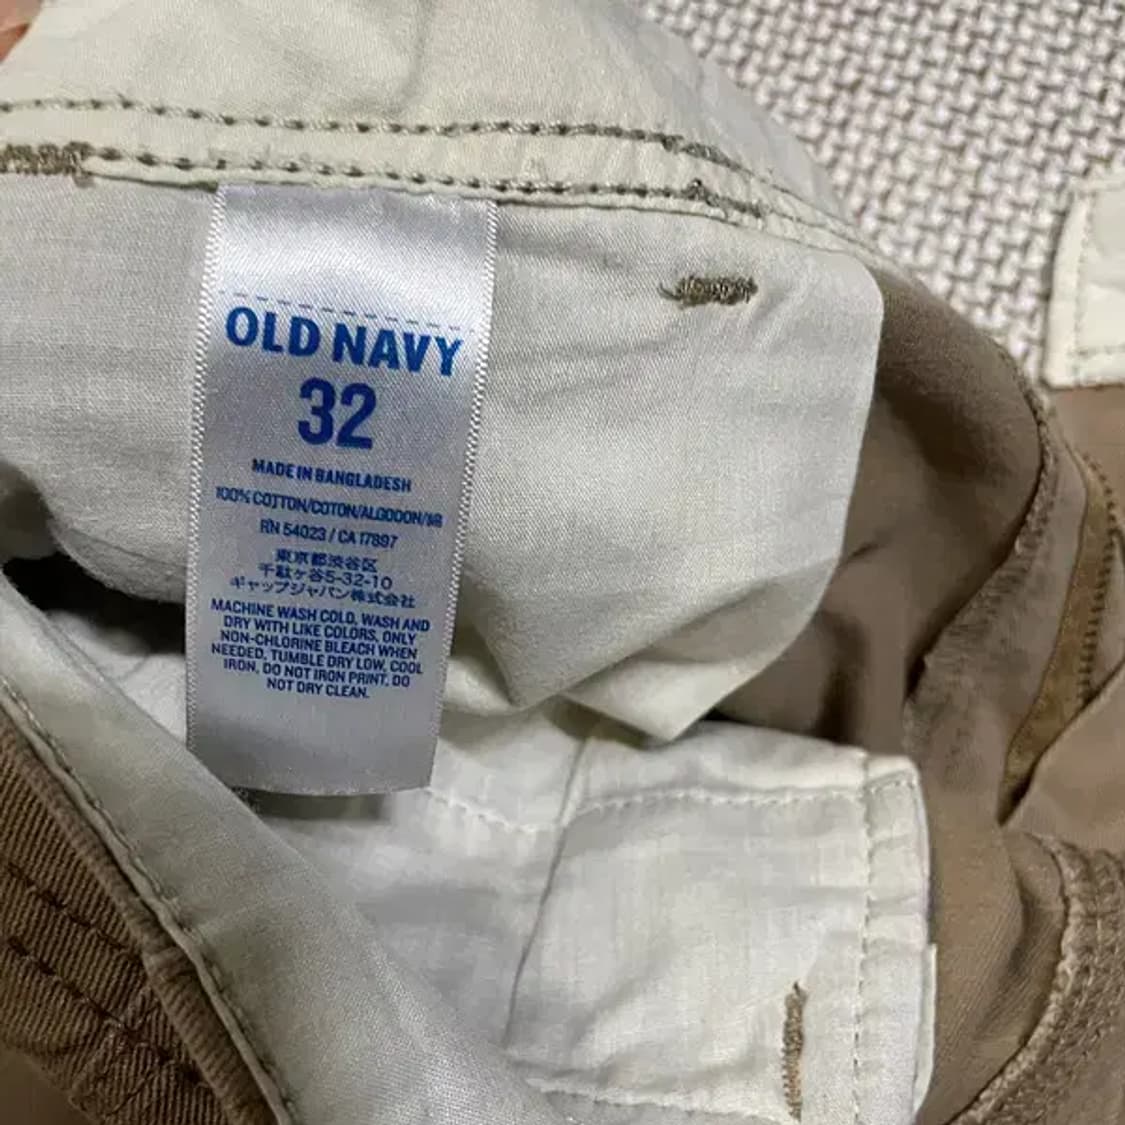 OLD NAVY
32
MADE IN BANGLADESH
100% COTTON/COTON/ALGODON/綿
RN 54023 / CA 17897
東京都渋谷区
千駄ヶ谷5-32-10
ギャップジャパン株式会社
MACHINE WASH COLD, WASH AND
DRY WITH LIKE COLORS, ONLY
NON-CHLORINE BLEACH WHEN
NEEDED, TUMBLE DRY LOW, COOL
IRON, DO NOT IRON PRINT, DO
NOT DRY CLEAN.